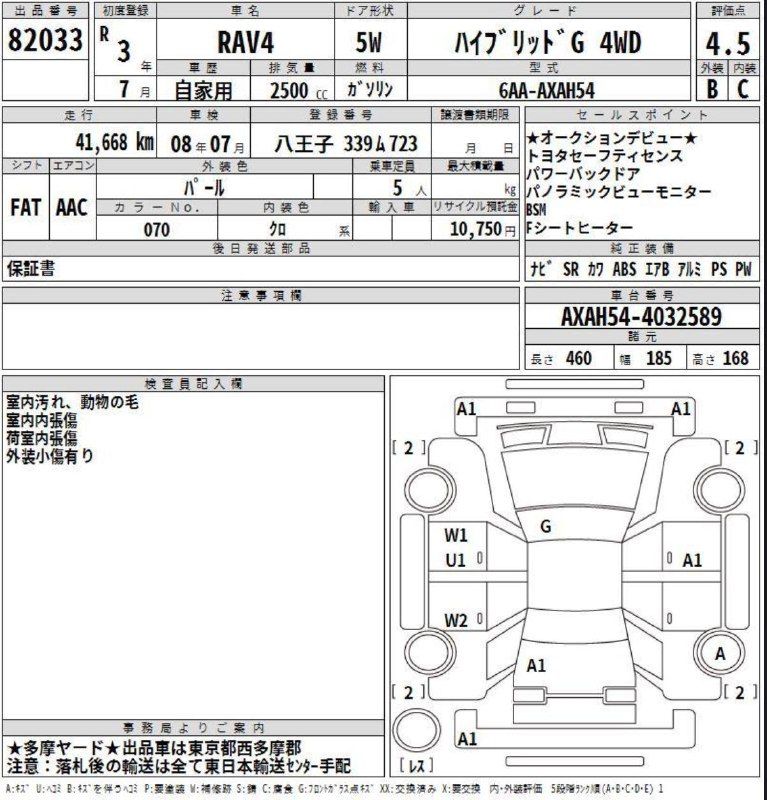 出品番号 初度登録 車名 ドア形状 グレード 評価点
82033 R 3年 RAV4 5W ハイブリッドG 4WD 4.5
車歴 排気量 燃料 型式 外装 内装
7月 自家用 2500 CC ガソリン 6AA-AXAH54 B C
走行 車検 登録番号 譲渡書類期限 セールスポイント
41,668 km 08年07月 八王子 339ム723 月 日
★オークションデビュー★
トヨタセーフティセンス
パワーバックドア
パノラミックビューモニター
BSM
Fシートヒーター
シフト エアコン 外装色 乗車定員 最大積載量
FAT AAC パール 5人 kg
カラーNo. 内装色 輸入車 リサイクル預託金
070 クロ 系 10,750円
後日発送部品 純正装備
保証書 ナビ SR カワ ABS エアB アルミ PS PW
注意事項欄 車台番号
AXAH54-4032589
諸元
長さ 460 幅 185 高さ 168
検査員記入欄
室内汚れ、動物の毛
室内内張傷
荷室内張傷
外装小傷有り
A1 A1
[ 2 ] [ 2 ]
G
W1
U1 A1
W2
A
A1
[ 2 ] [ 2 ]
A1
[ レス ]
事務局よりご案内
★多摩ヤード★出品車は東京都西多摩郡
注意：落札後の輸送は全て東日本輸送センター手配
A:キズ U:ヘコミ B:キズを伴うヘコミ P:要塗装 W:補修跡 S:錆 C:腐食 G:フロントガラス点キズ XX:交換済み X:要交換 内・外装評価 5段階ランク順(A・B・C・D・E) 1